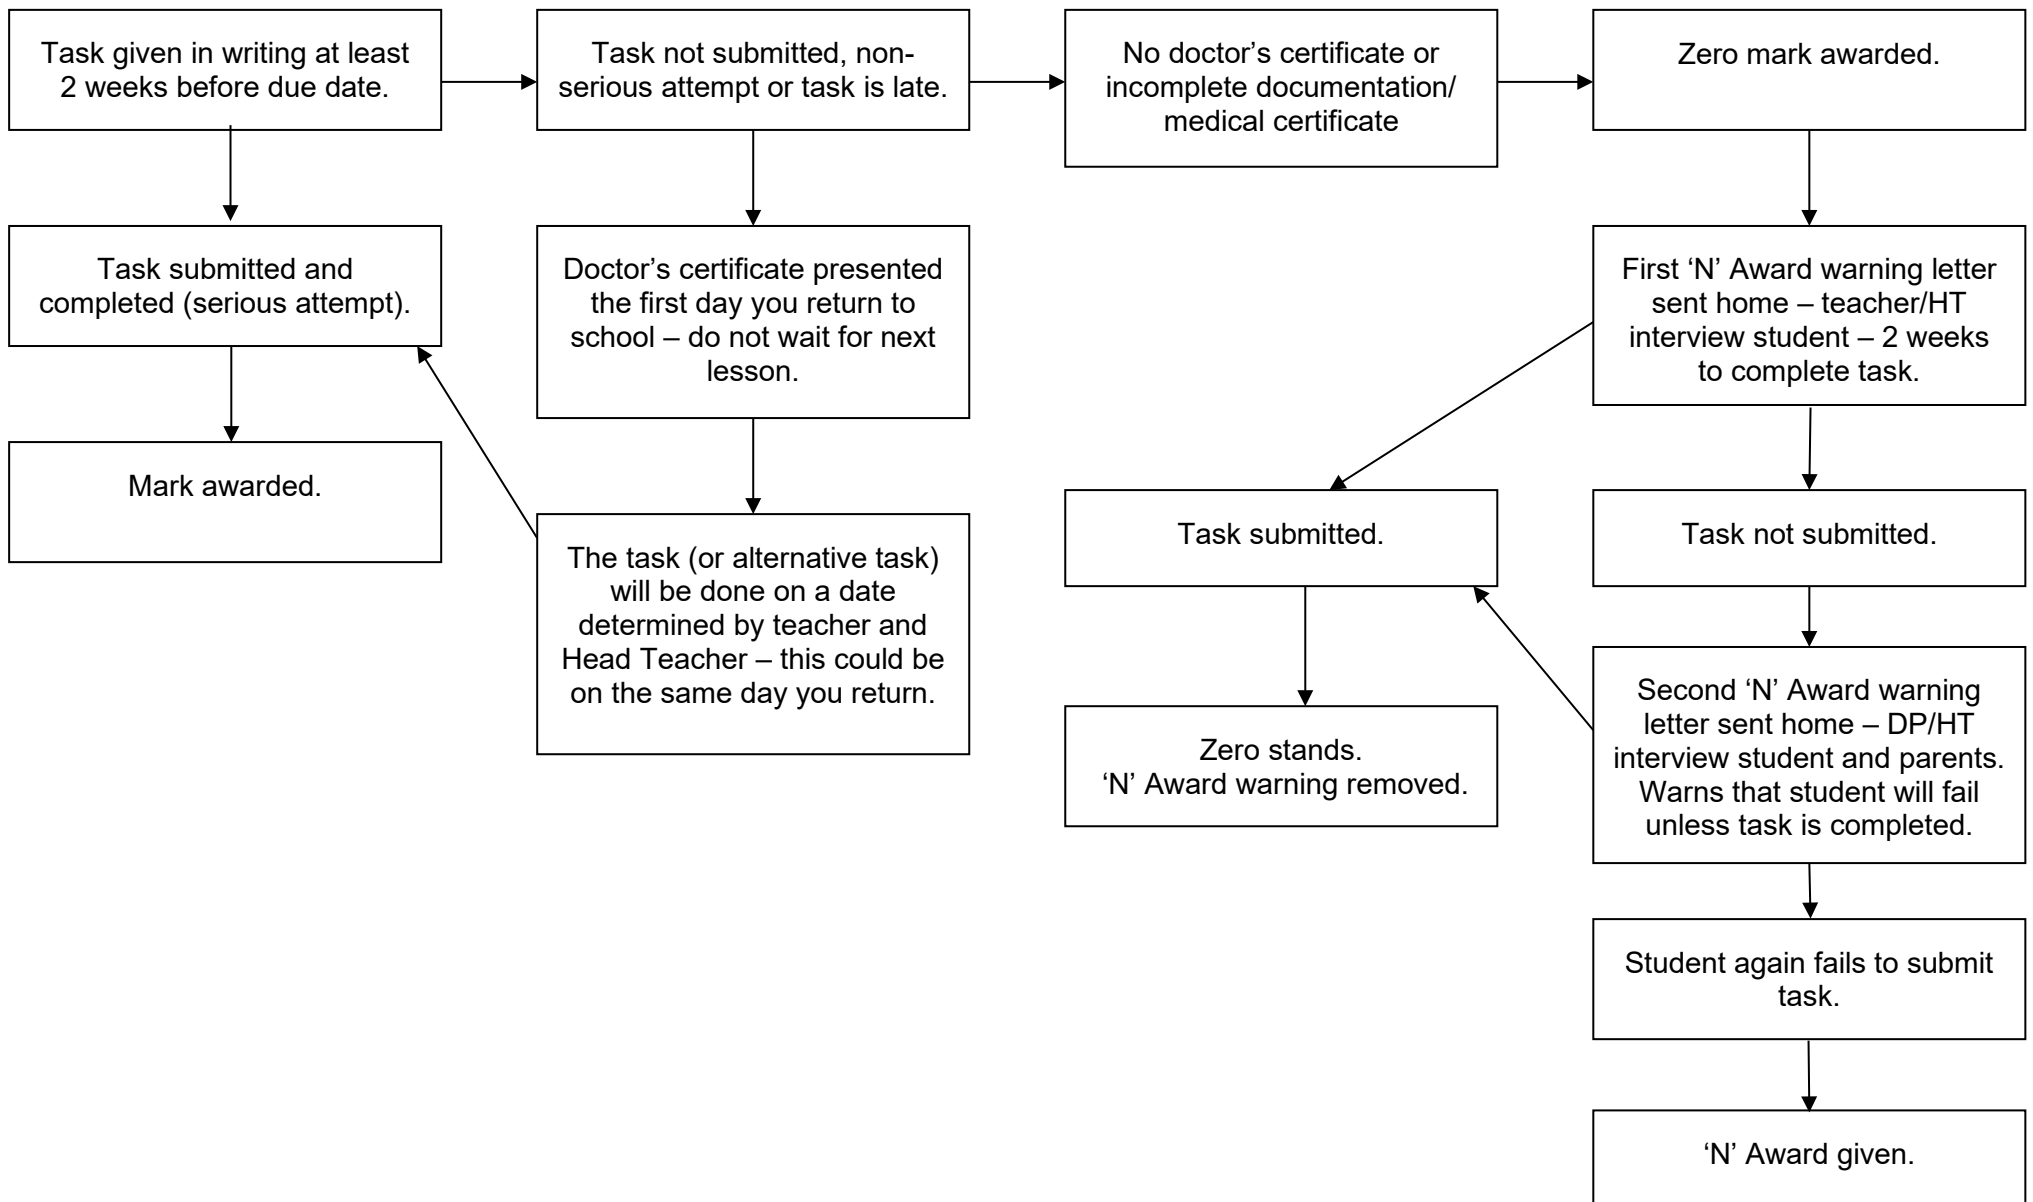 Task given in writing at least
2 weeks before due date.
Task not submitted, non-
serious attempt or task is late.
No doctor’s certificate or
incomplete documentation/
medical certificate
Zero mark awarded.
Task submitted and
completed (serious attempt).
Doctor’s certificate presented
the first day you return to
school – do not wait for next
lesson.
First ‘N’ Award warning letter
sent home – teacher/HT
interview student – 2 weeks
to complete task.
Mark awarded.
The task (or alternative task)
will be done on a date
determined by teacher and
Head Teacher – this could be
on the same day you return.
Task submitted.
Task not submitted.
Zero stands.
‘N’ Award warning removed.
Second ‘N’ Award warning
letter sent home – DP/HT
interview student and parents.
Warns that student will fail
unless task is completed.
Student again fails to submit
task.
‘N’ Award given.